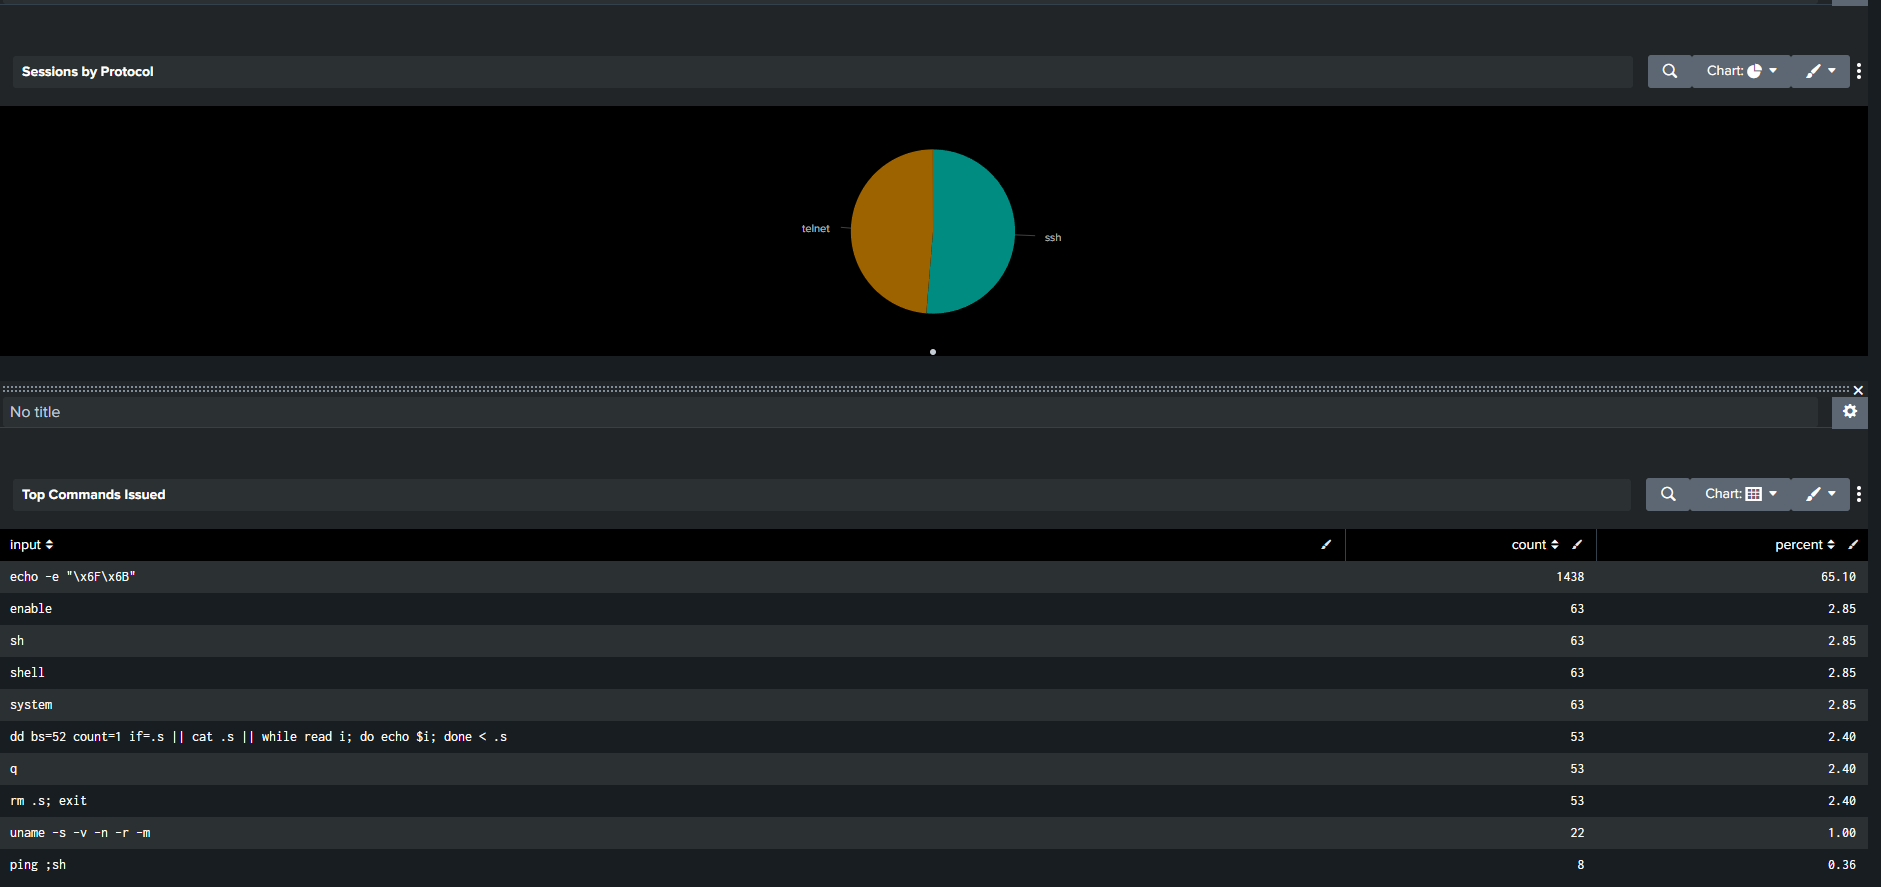 Sessions by Protocol
Chart:
telnet
ssh
No title
Top Commands Issued
Chart:
input count percent
echo -e "\x6F\x6B" 1438 65.10
enable 63 2.85
sh 63 2.85
shell 63 2.85
system 63 2.85
dd bs=52 count=1 if=.s || cat .s || while read i; do echo $i; done < .s 53 2.40
q 53 2.40
rm .s; exit 53 2.40
uname -s -v -n -r -m 22 1.00
ping ;sh 8 0.36